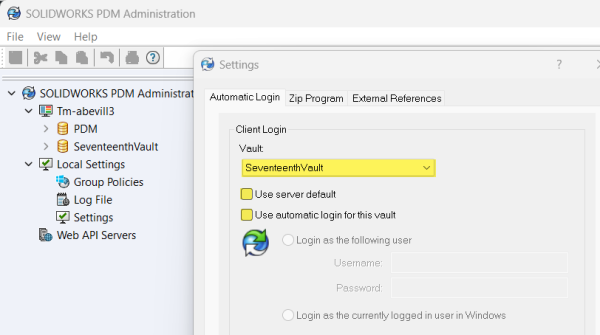 SOLIDWORKS PDM Administration
File View Help
SOLIDWORKS PDM Administrat
Tm-abevill3
PDM
SeventeenthVault
Local Settings
Group Policies
Log File
Settings
Web API Servers
Settings
?
Automatic Login
Zip Program
External References
Client Login
Vault:
SeventeenthVault
Use server default
Use automatic login for this vault
Login as the following user
Username:
Password:
Login as the currently logged in user in Windows